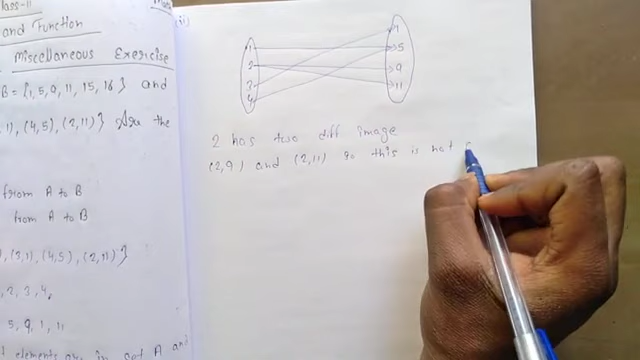 Class-11
and Function
Miscellaneous Exercise
B = {1, 5, 9, 11, 15, 16} and
), (4,5), (2,11)} Are the
from A to B
from A to B
), (3,1), (4,5), (2,11)}
, 2, 3, 4,
5, 9, 1, 11
elements are in set A and
ii)
1
2
3
4
1
5
9
11
2 has two diff image
(2,9) and (2,11) so this is not